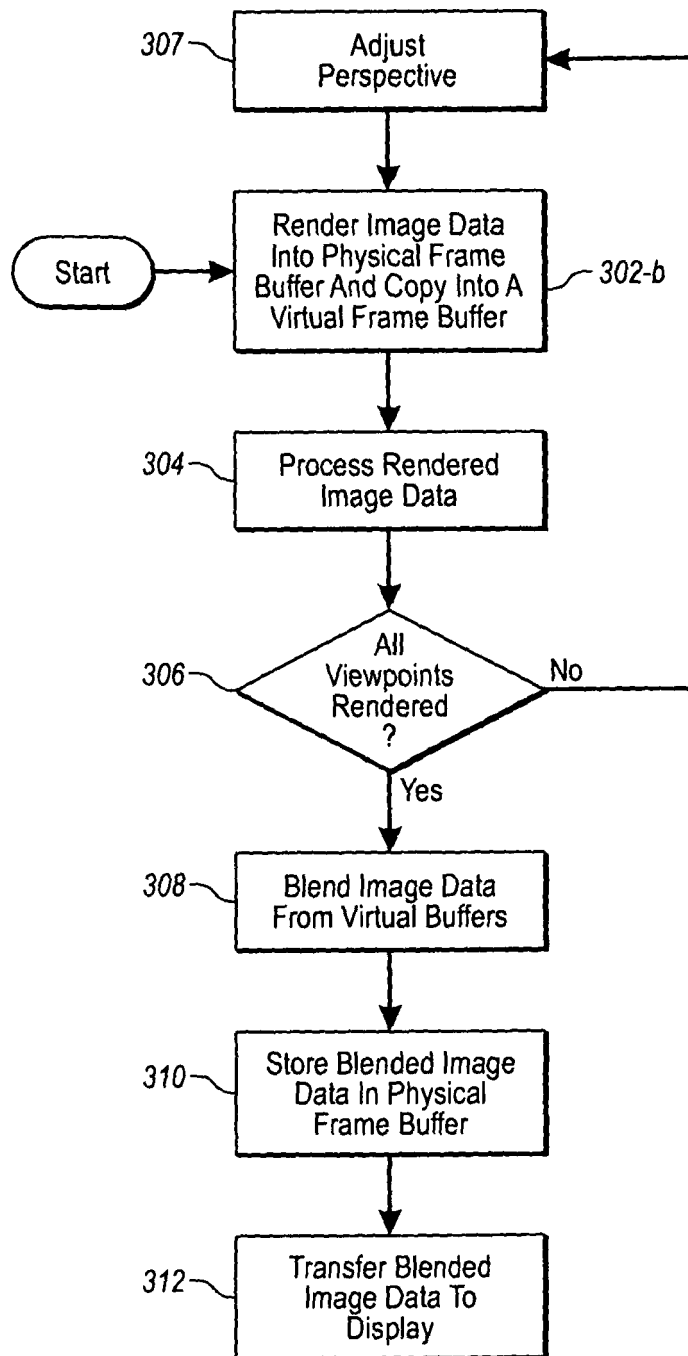 307
Adjust
Perspective
Start
Render Image Data
Into Physical Frame
Buffer And Copy Into A
Virtual Frame Buffer
302-b
304
Process Rendered
Image Data
306
All
Viewpoints
Rendered
?
No
Yes
308
Blend Image Data
From Virtual Buffers
310
Store Blended Image
Data In Physical
Frame Buffer
312
Transfer Blended
Image Data To
Display